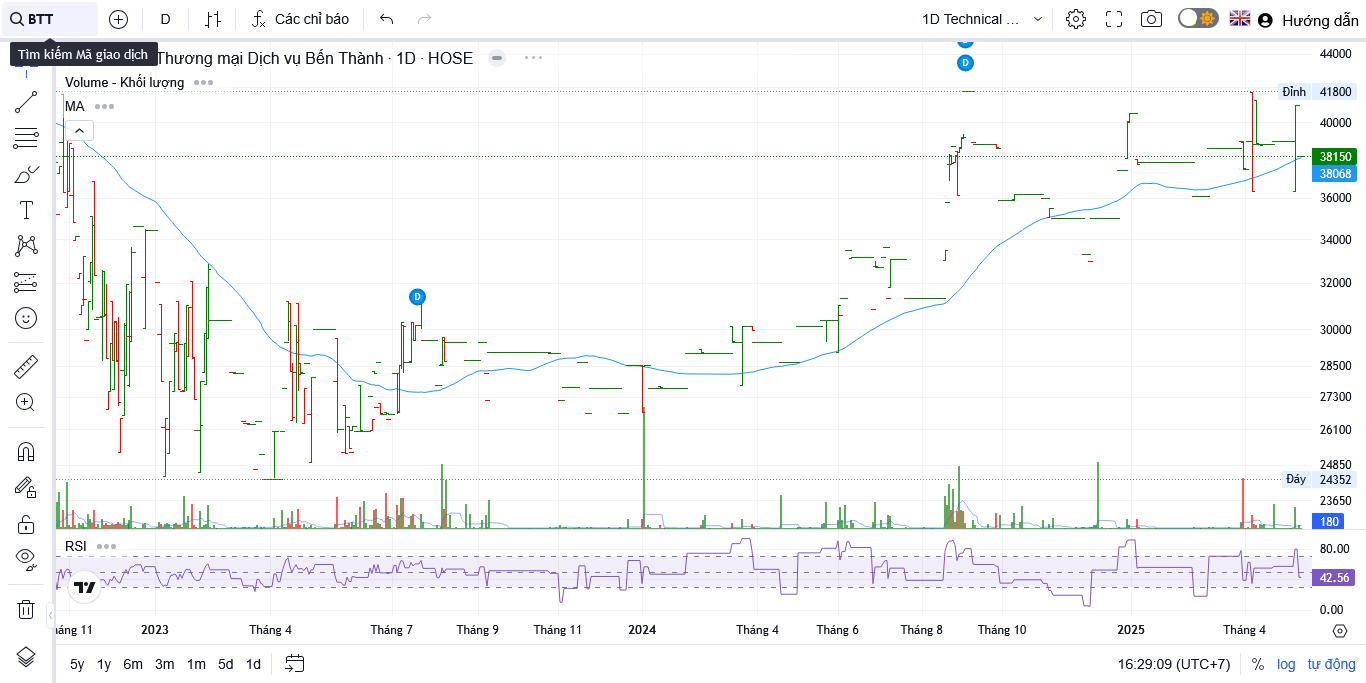 BTT
D
Các chỉ báo
1D Technical ...
Hướng dẫn
Tìm kiếm Mã giao dịch
Thương mại Dịch vụ Bến Thành · 1D · HOSE
Volume - Khối lượng
MA
D
D
44000
Đỉnh 41800
40000
38150
38068
36000
34000
32000
30000
28500
27300
26100
24850
Đáy 24352
23650
180
RSI
80.00
42.56
0.00
háng 11
2023
Tháng 4
Tháng 7
Tháng 9
Tháng 11
2024
Tháng 4
Tháng 6
Tháng 8
Tháng 10
2025
Tháng 4
5y 1y 6m 3m 1m 5d 1d
16:29:09 (UTC+7)
% log tự động